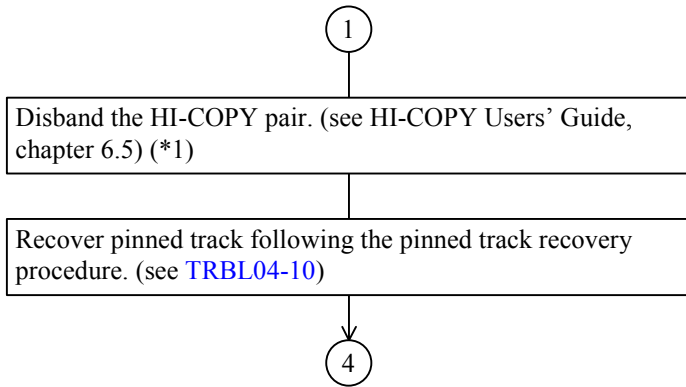 1
Disband the HI-COPY pair. (see HI-COPY Users’ Guide,
chapter 6.5) (*1)
Recover pinned track following the pinned track recovery
procedure. (see TRBL04-10)
4